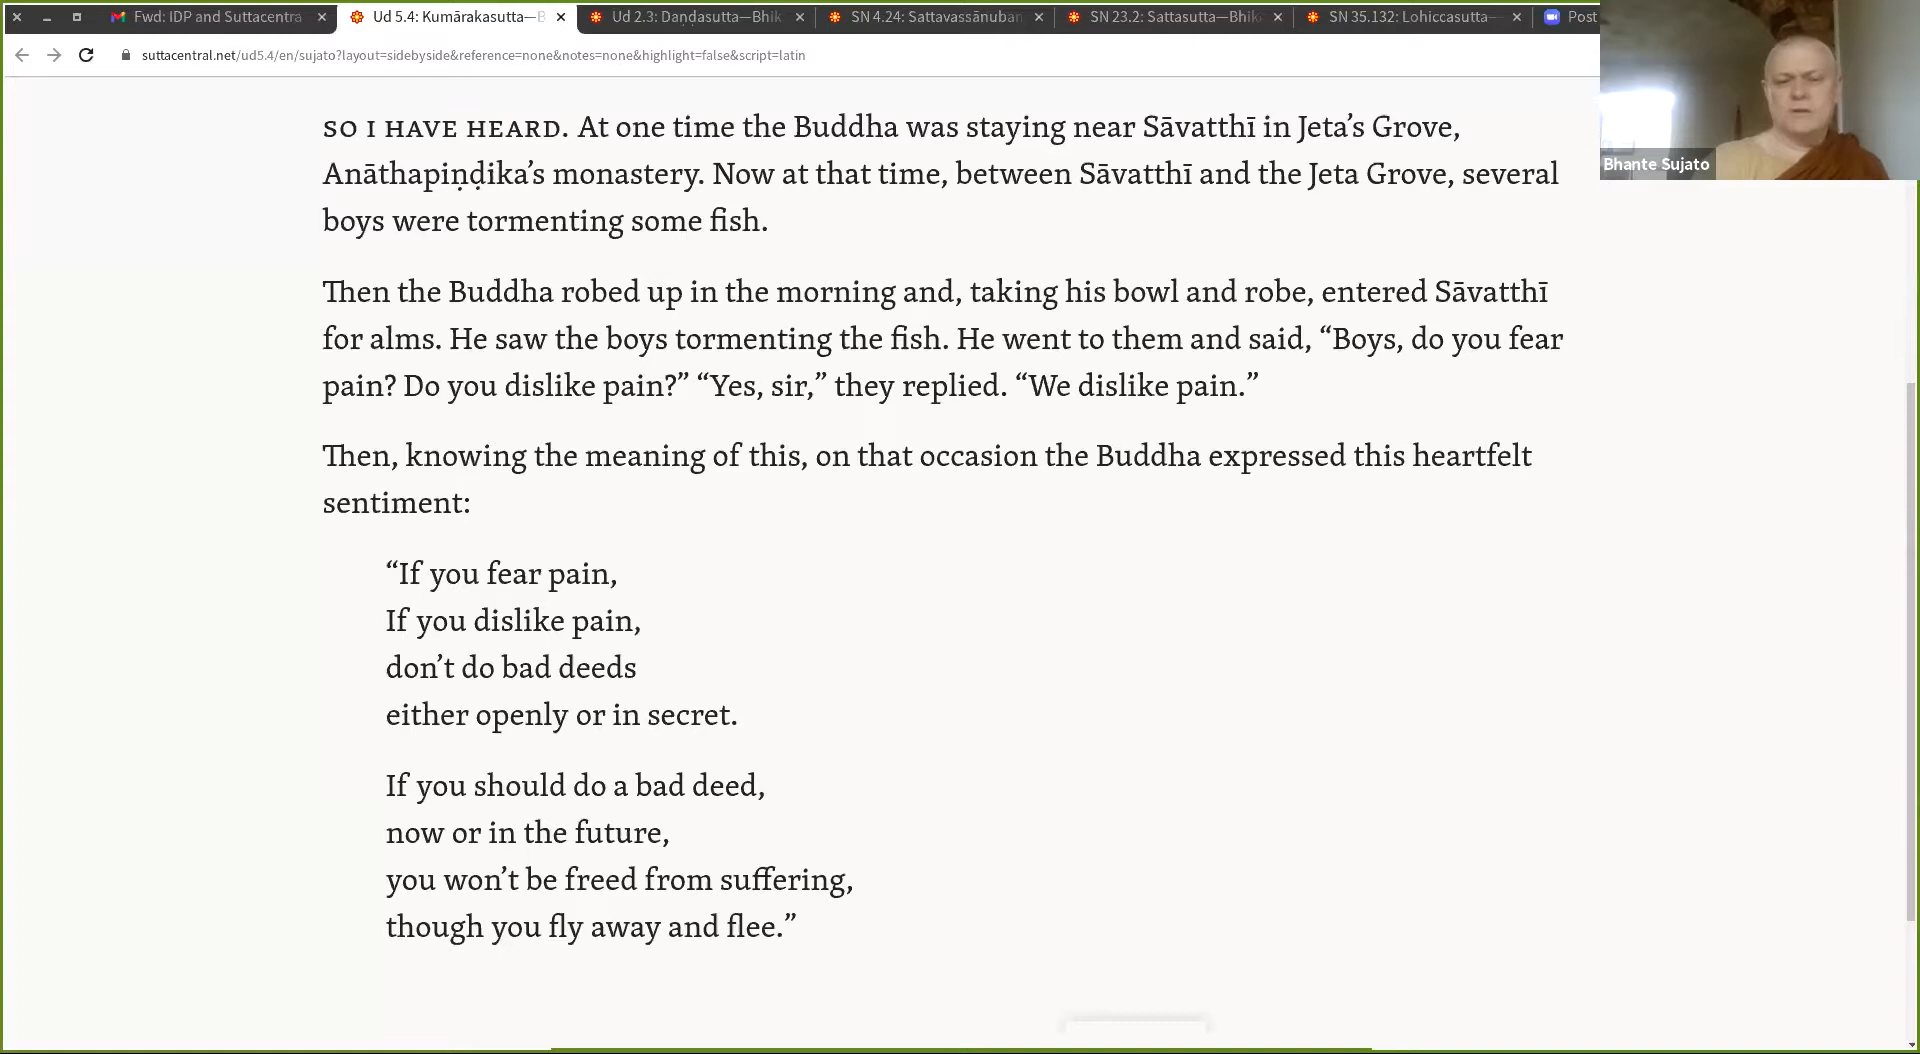 Fwd: IDP and Suttacentra
Ud 5.4: Kumārakasutta—B
Ud 2.3: Daṇḍasutta—Bhik
SN 4.24: Sattavassānuban
SN 23.2: Sattasutta—Bhik
SN 35.132: Lohiccasutta—
Post
suttacentral.net/ud5.4/en/sujato?layout=sidebyside&reference=none&notes=none&highlight=false&script=latin
Bhante Sujato
SO I HAVE HEARD. At one time the Buddha was staying near Sāvatthī in Jeta’s Grove,
Anāthapiṇḍika’s monastery. Now at that time, between Sāvatthī and the Jeta Grove, several
boys were tormenting some fish.
Then the Buddha robed up in the morning and, taking his bowl and robe, entered Sāvatthī
for alms. He saw the boys tormenting the fish. He went to them and said, “Boys, do you fear
pain? Do you dislike pain?” “Yes, sir,” they replied. “We dislike pain.”
Then, knowing the meaning of this, on that occasion the Buddha expressed this heartfelt
sentiment:
“If you fear pain,
If you dislike pain,
don’t do bad deeds
either openly or in secret.
If you should do a bad deed,
now or in the future,
you won’t be freed from suffering,
though you fly away and flee.”